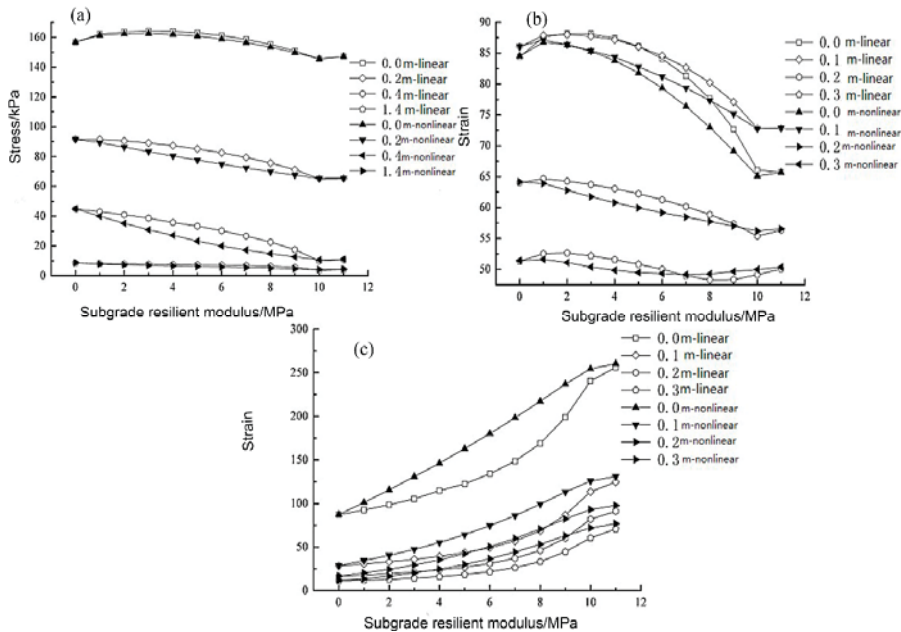 (a)
160
140
120
100
80
60
40
20
0
Stress/kPa
0 2 4 6 8 10 12
Subgrade resilient modulus/MPa
0.0m-linear
0.2m-linear
0.4m-linear
1.4m-linear
0.0m-nonlinear
0.2m-nonlinear
0.4m-nonlinear
1.4m-nonlinear
(b)
90
85
80
75
70
65
60
55
50
Strain
0 2 4 6 8 10 12
Subgrade resilient modulus/MPa
0.0 m-linear
0.1 m-linear
0.2 m-linear
0.3 m-linear
0.0 m-nonlinear
0.1 m-nonlinear
0.2 m-nonlinear
0.3 m-nonlinear
(c)
300
250
200
150
100
50
0
Strain
0 2 4 6 8 10 12
Subgrade resilient modulus/MPa
0.0m-linear
0.1m-linear
0.2m-linear
0.3m-linear
0.0m-nonlinear
0.1m-nonlinear
0.2m-nonlinear
0.3m-nonlinear